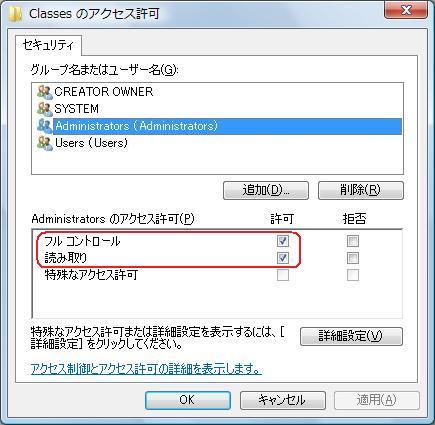 Classes のアクセス許可
セキュリティ
グループ名またはユーザー名(G):
CREATOR OWNER
SYSTEM
Administrators (Administrators)
Users (Users)
追加(D)... 削除(R)
Administrators のアクセス許可(P) 許可 拒否
フル コントロール
読み取り
特殊なアクセス許可
特殊なアクセス許可または詳細設定を表示するには、[
詳細設定] をクリックしてください。
詳細設定(V)
アクセス制御とアクセス許可の詳細を表示します。
OK キャンセル 適用(A)